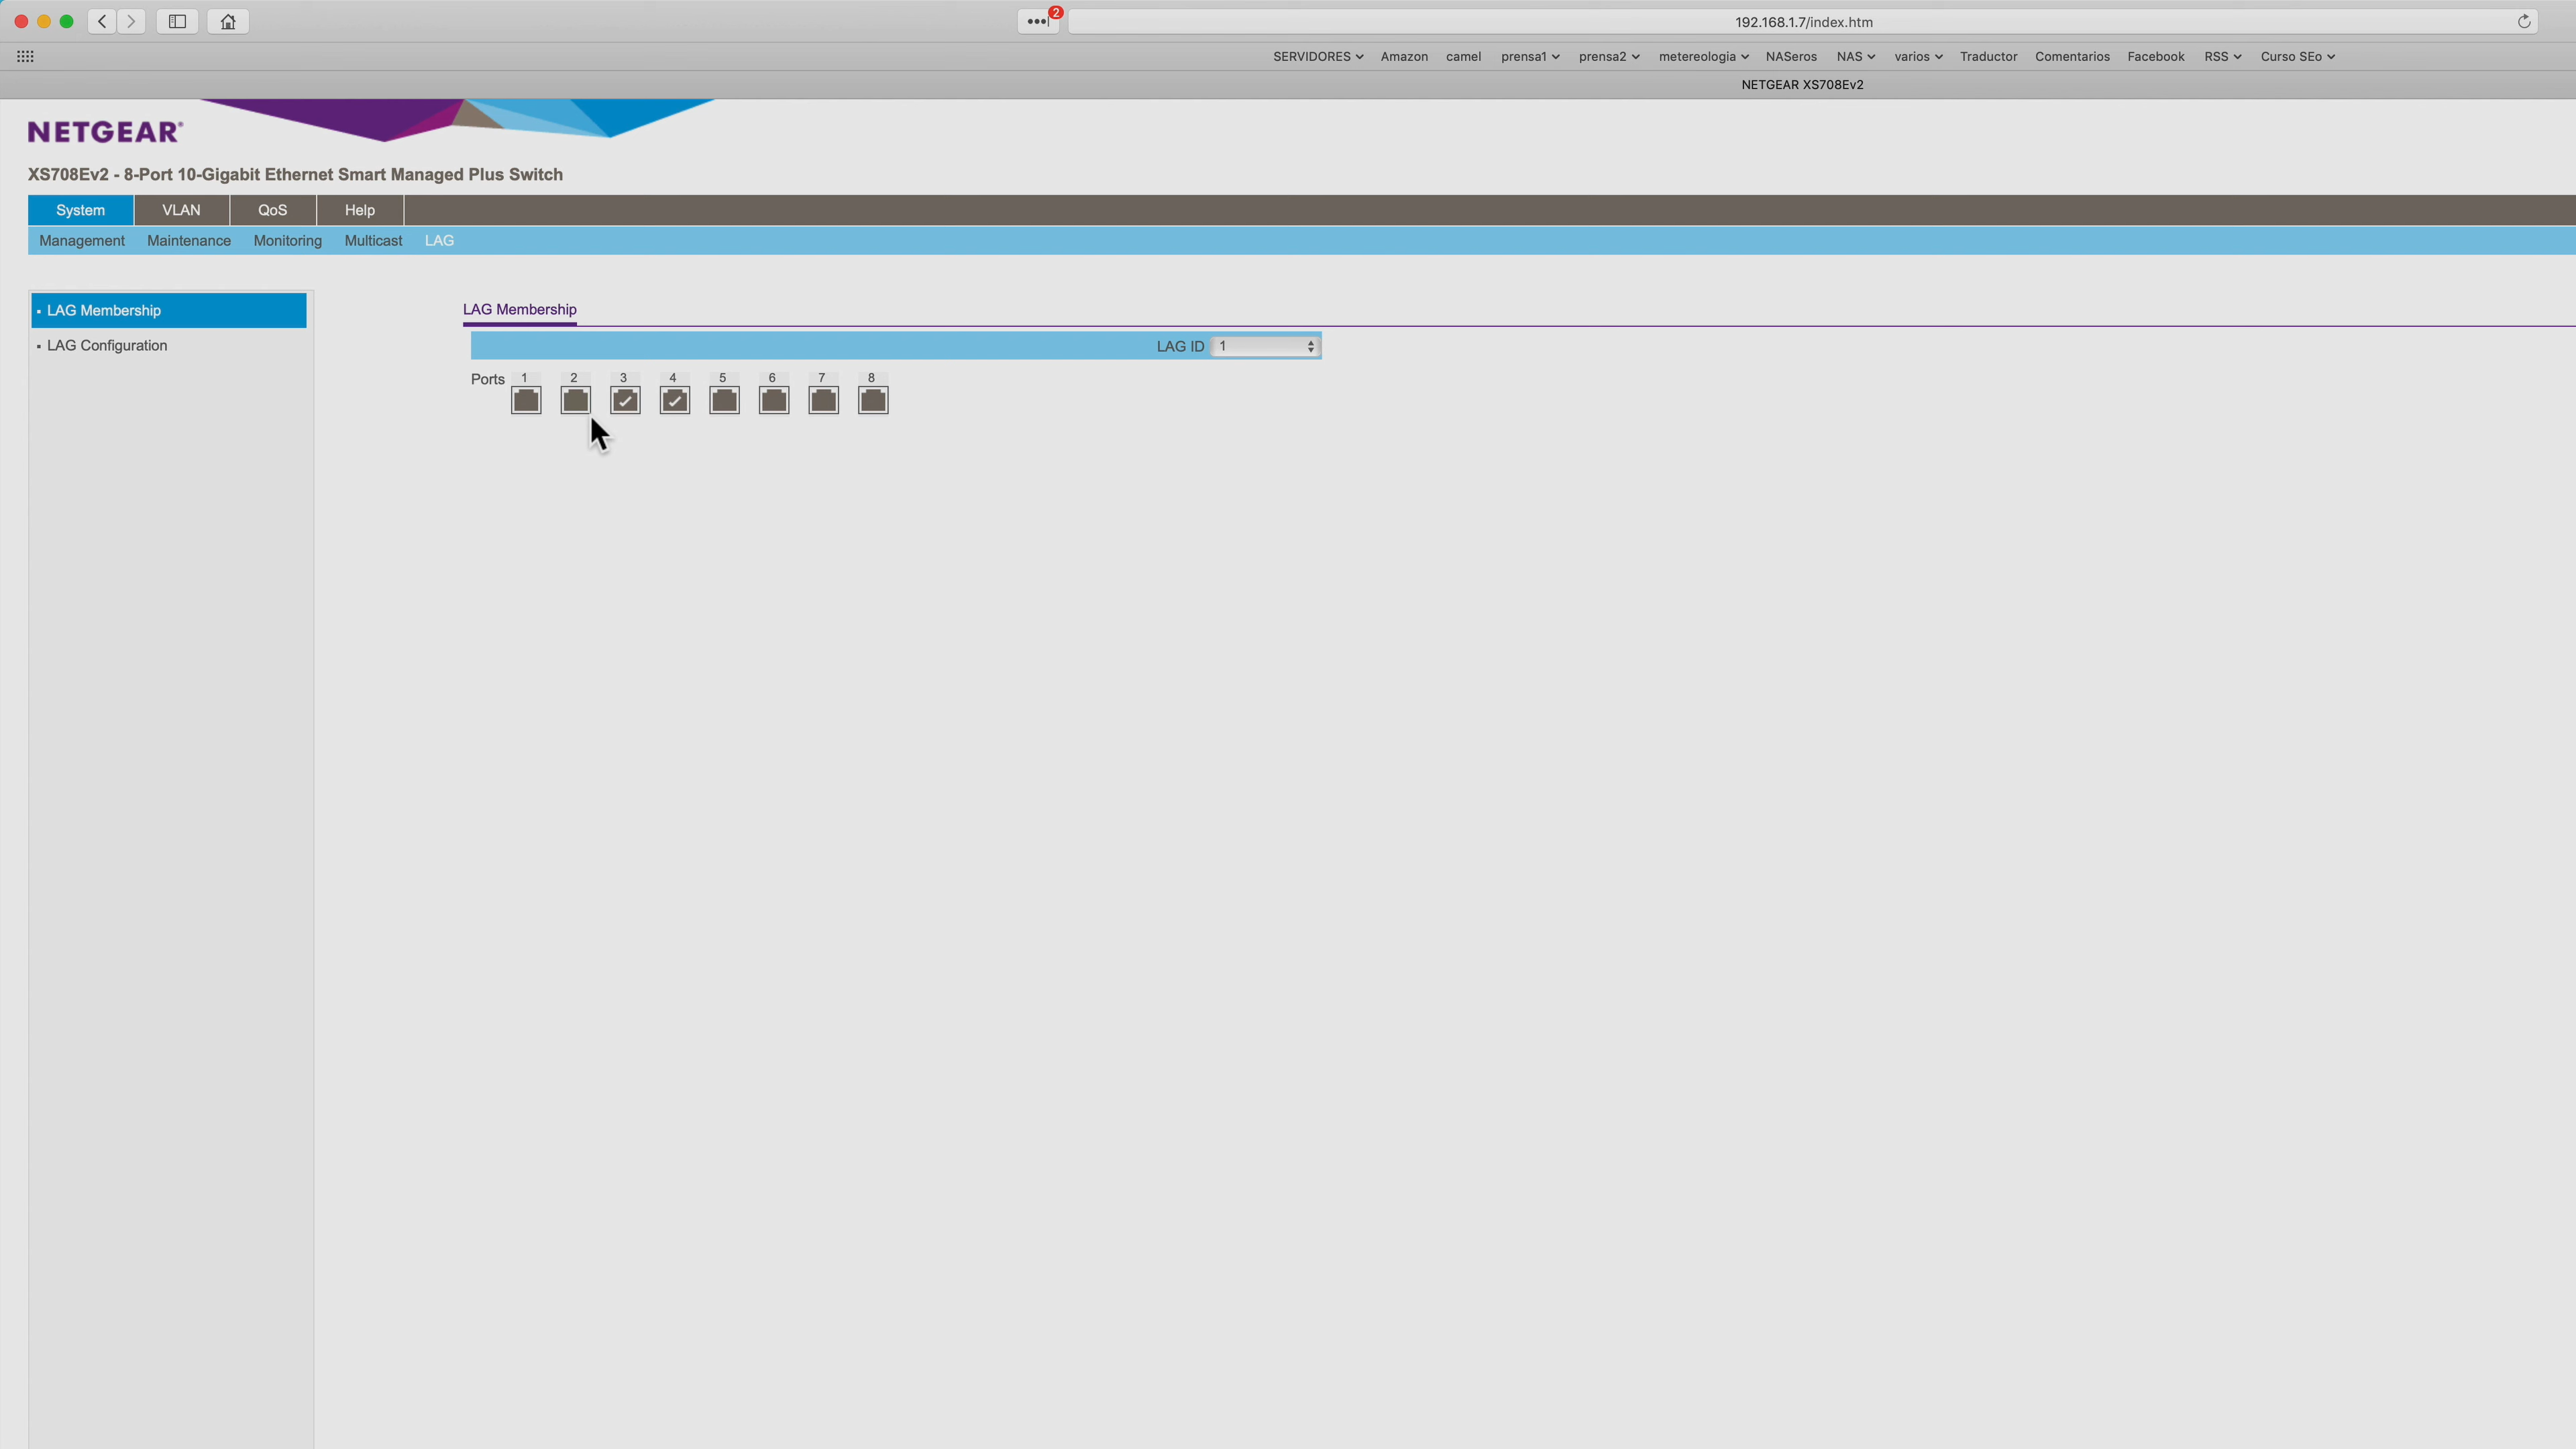 2
192.168.1.7/index.htm
SERVIDORES Amazon camel prensa1 prensa2 metereologia NASeros NAS varios Traductor Comentarios Facebook RSS Curso SEo
NETGEAR XS708Ev2
NETGEAR®
XS708Ev2 - 8-Port 10-Gigabit Ethernet Smart Managed Plus Switch
System VLAN QoS Help
Management Maintenance Monitoring Multicast LAG
LAG Membership
LAG Configuration
LAG Membership
LAG ID 1
Ports 1 2 3 4 5 6 7 8